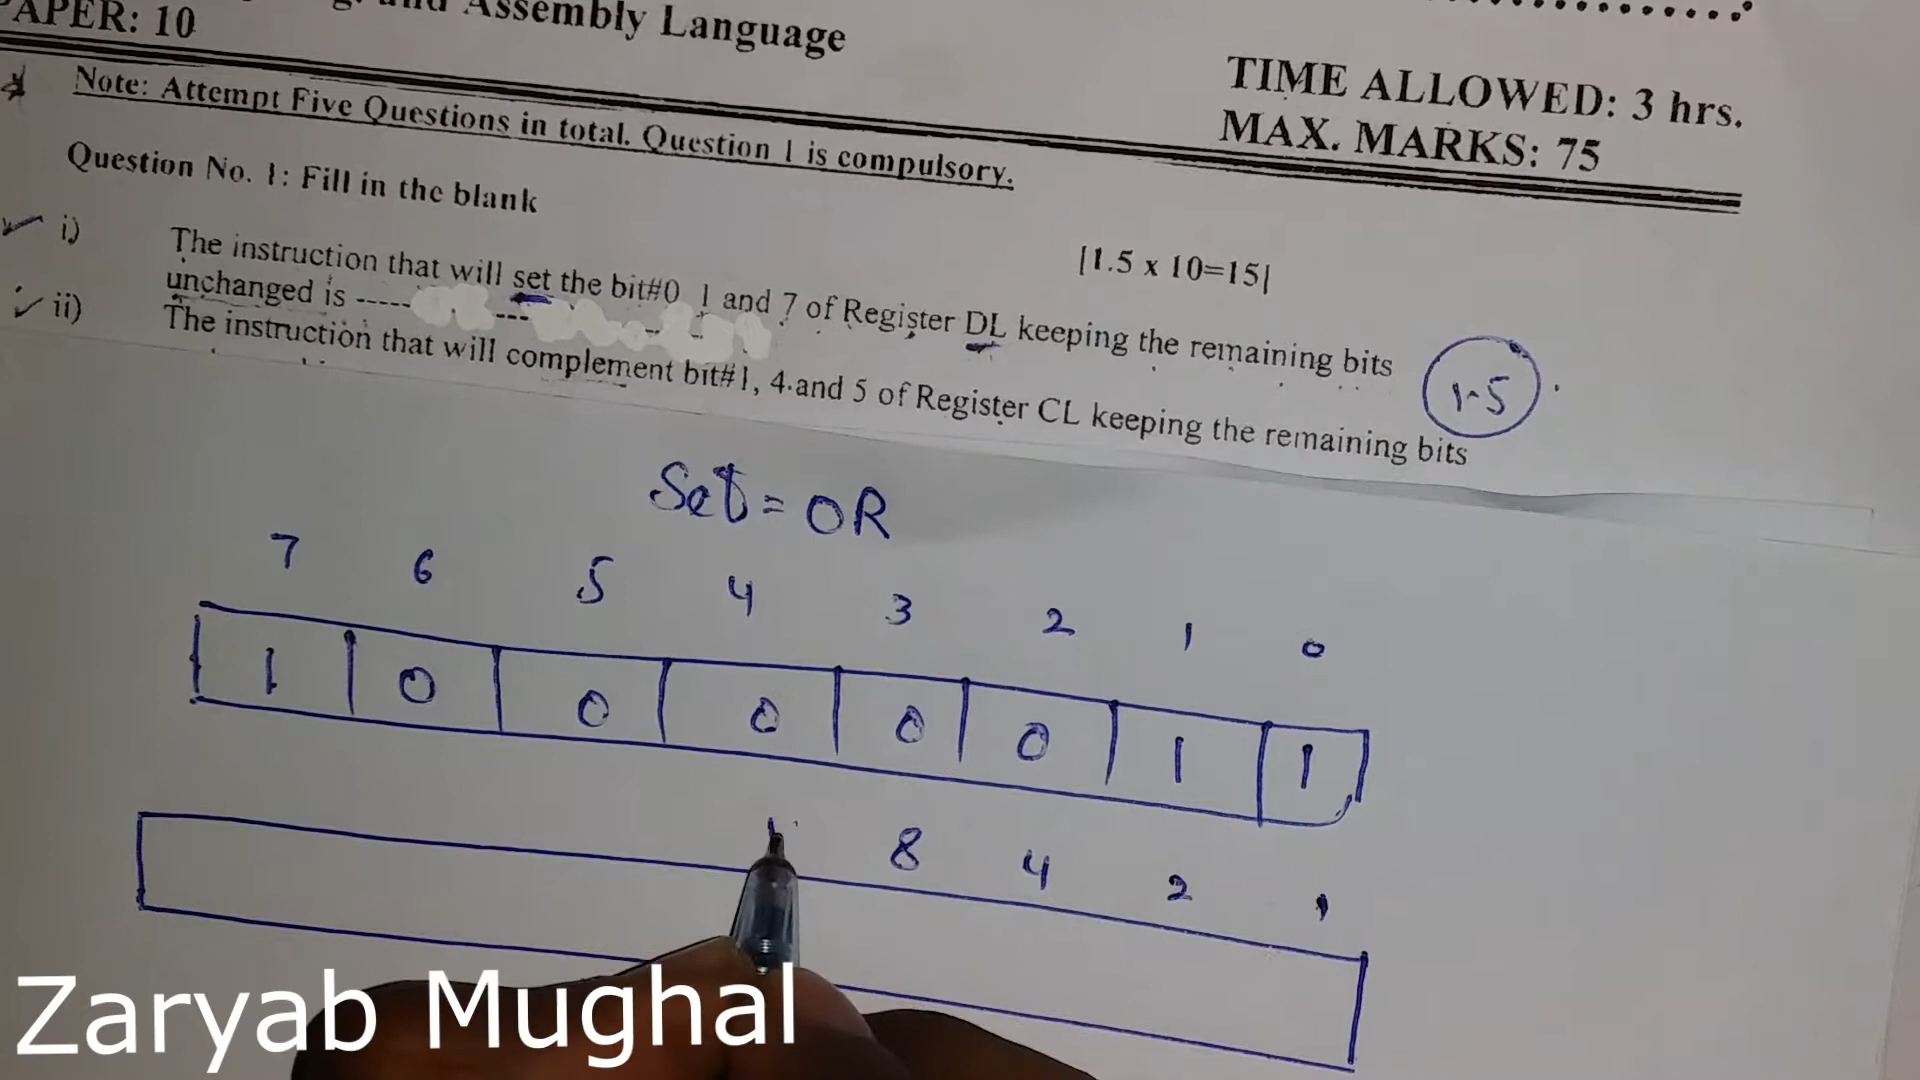 and Assembly Language
PAPER: 10
TIME ALLOWED: 3 hrs.
MAX. MARKS: 75
Note: Attempt Five Questions in total. Question 1 is compulsory.
Question No. 1: Fill in the blank
[1.5 x 10=15]
i) The instruction that will set the bit#0 1 and 7 of Register DL keeping the remaining bits
unchanged is ----- ---
ii) The instruction that will complement bit#1, 4 and 5 of Register CL keeping the remaining bits
1-5
Set = OR
7 6 5 4 3 2 1 0
1 0 0 0 0 0 1 1
8 4 2 1
Zaryab Mughal